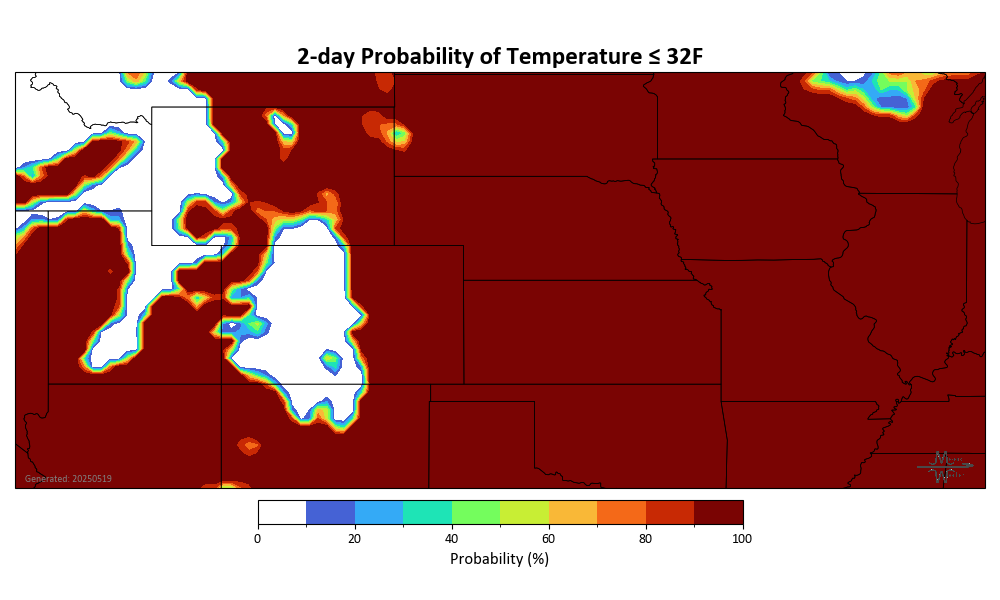 2-day Probability of Temperature ≤ 32F
Generated: 20250519
0 20 40 60 80 100
Probability (%)